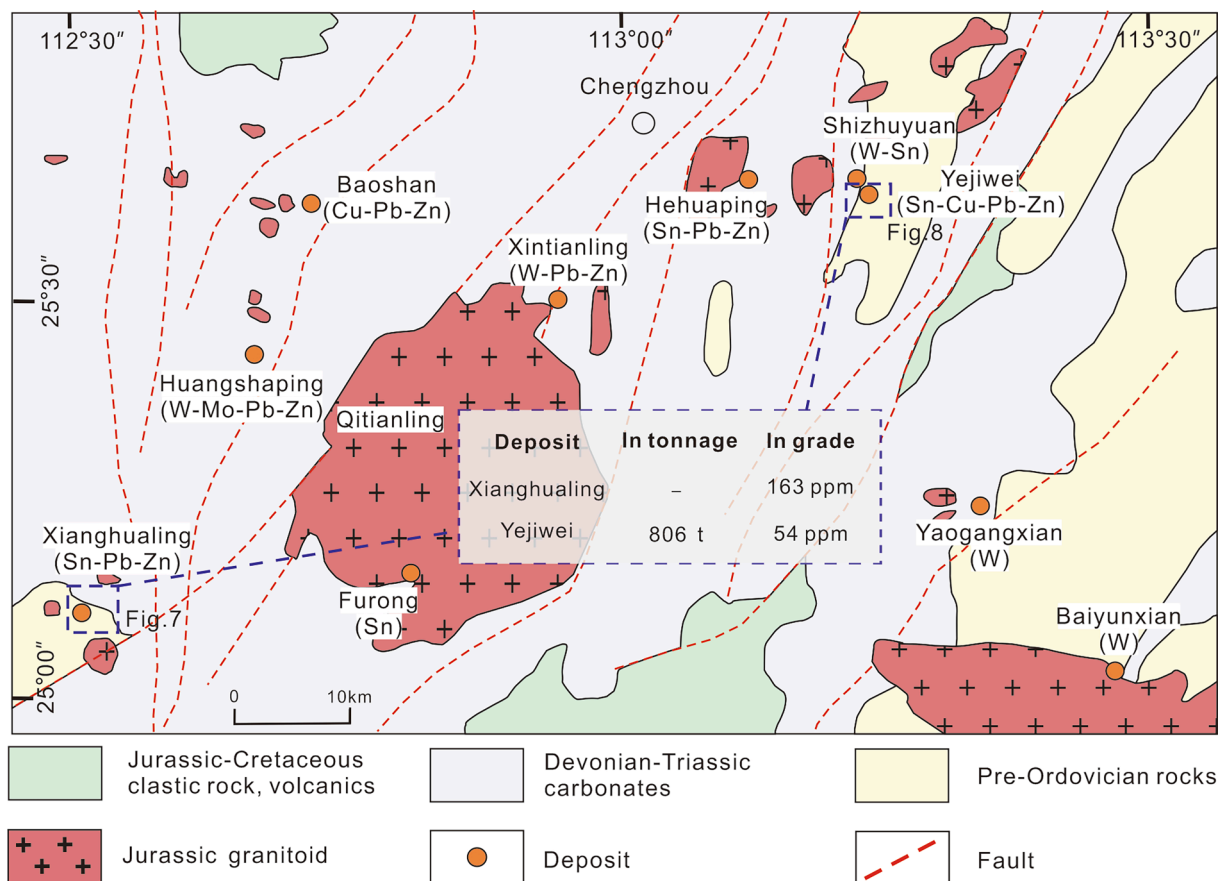 112°30″
113°00″
113°30″
Chengzhou
Shizhuyuan
(W-Sn)
Baoshan
(Cu-Pb-Zn)
Yejiwei
(Sn-Cu-Pb-Zn)
Hehuaping
(Sn-Pb-Zn)
Fig.8
Xintianling
(W-Pb-Zn)
25°30″
Huangshaping
(W-Mo-Pb-Zn)
Qitianling
Deposit In tonnage In grade
Xianghualing – 163 ppm
Yejiwei 806 t 54 ppm
Xianghualing
(Sn-Pb-Zn)
Yaogangxian
(W)
Furong
(Sn)
Fig.7
Baiyunxian
(W)
25°00″
0 10km
Jurassic-Cretaceous
clastic rock, volcanics
Devonian-Triassic
carbonates
Pre-Ordovician rocks
Jurassic granitoid
Deposit
Fault